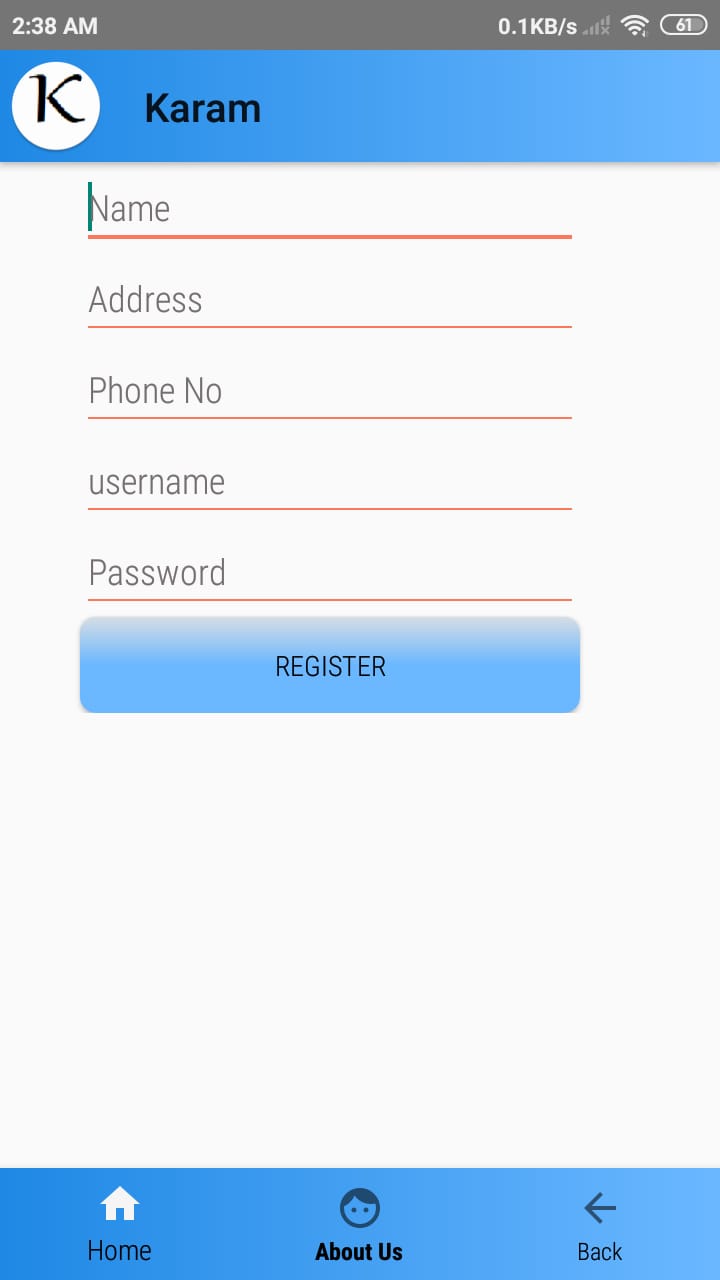 2:38 AM 0.1KB/s 61
K Karam
Name
Address
Phone No
username
Password
REGISTER
Home About Us Back